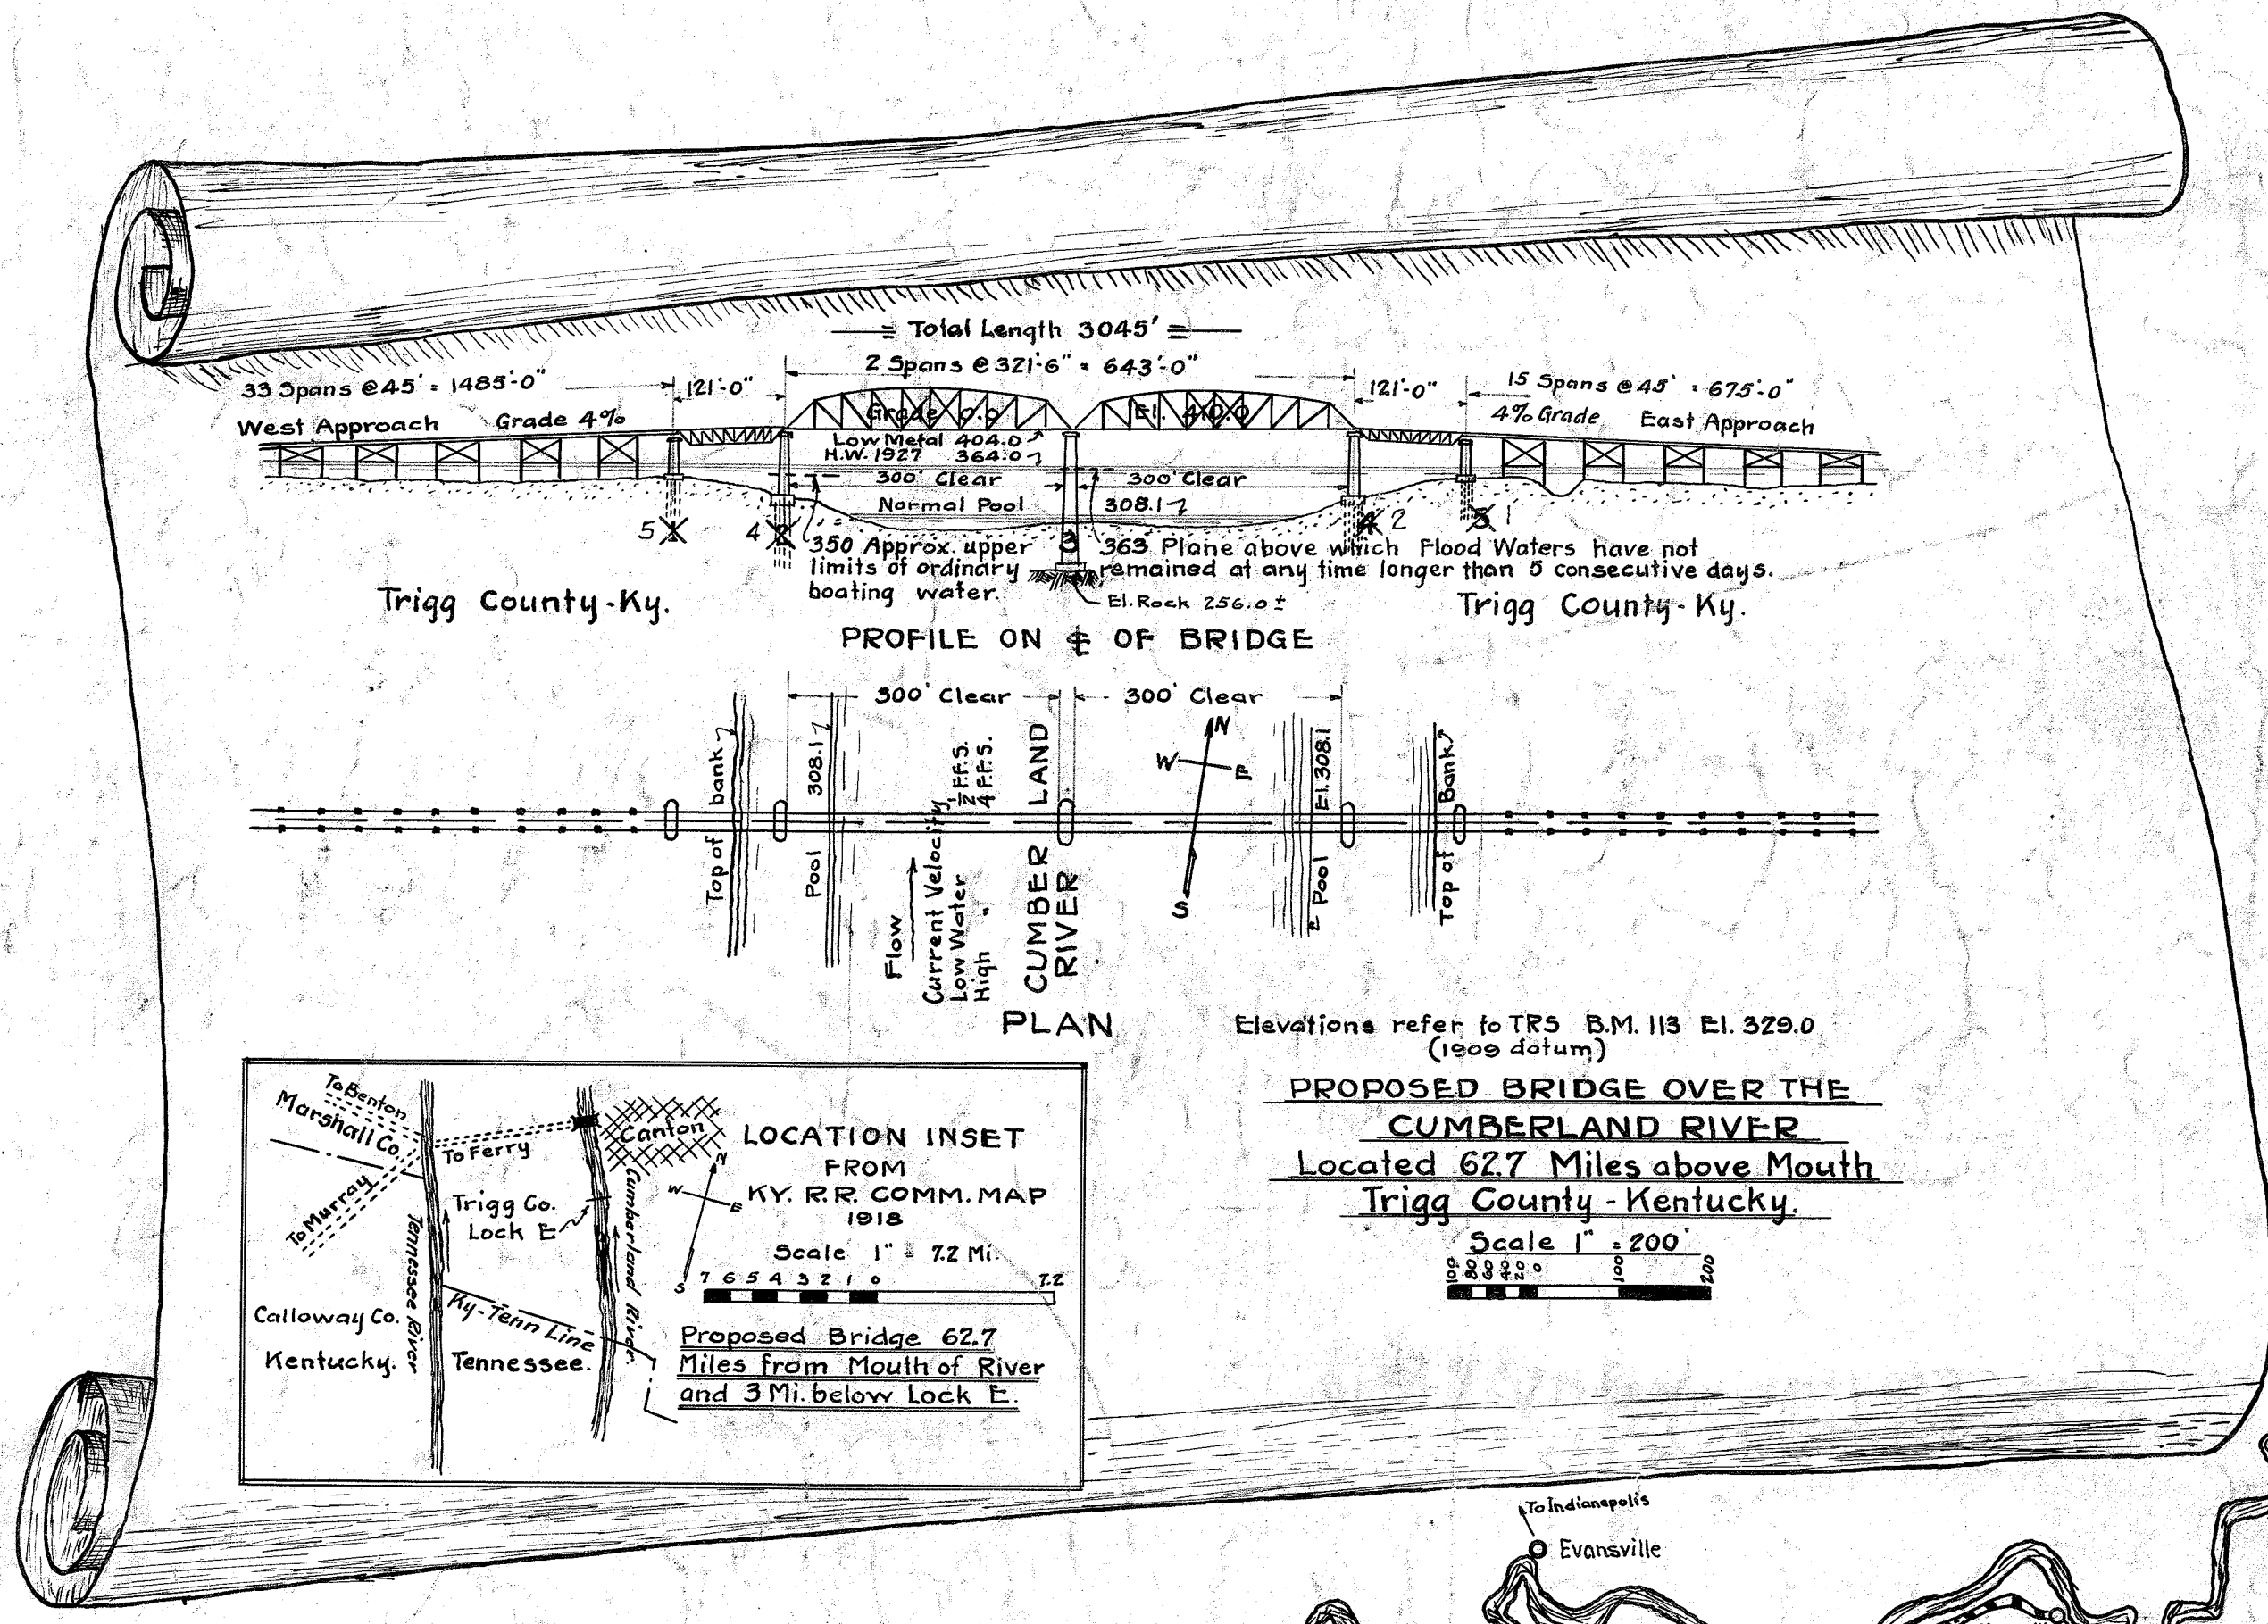 Total Length 3045'
2 Spans @ 321'-6" = 643'-0"
33 Spans @ 45' = 1485'-0"
121'-0"
121'-0"
15 Spans @ 45' = 675'-0"
West Approach Grade 4%
Grade 0.0
El. 410.0
4% Grade East Approach
Low Metal 404.0
H.W. 1927 364.0
300' Clear
300' Clear
Normal Pool
308.1
5
4
3
2
1
350 Approx. upper
limits of ordinary
boating water.
363 Plane above which Flood Waters have not
remained at any time longer than 5 consecutive days.
El. Rock 256.0 ±
Trigg County-Ky.
Trigg County-Ky.
PROFILE ON ℄ OF BRIDGE
300' Clear
300' Clear
Top of bank
Pool 308.1
Flow
Current Velocity
Low Water ½ F.F.S.
High " 4 F.F.S.
CUMBER LAND
RIVER
N
W
E
S
Pool El. 308.1
Top of Bank
PLAN
Elevations refer to TRS B.M. 113 El. 329.0
(1909 datum)
PROPOSED BRIDGE OVER THE
CUMBERLAND RIVER
Located 62.7 Miles above Mouth
Trigg County-Kentucky.
Scale 1" = 200'
100 80 60 40 20 0 100 200
To Benton
Marshall Co.
To Murray
To Ferry
Canton
Trigg Co.
Lock E
Tennessee River
Cumberland River.
Ky-Tenn Line
Calloway Co.
Kentucky.
Tennessee.
LOCATION INSET
FROM
KY. R.R. COMM. MAP
1918
N
W
E
S
Scale 1" = 7.2 Mi.
7 6 5 4 3 2 1 0 7.2
Proposed Bridge 62.7
Miles from Mouth of River
and 3 Mi. below Lock E.
To Indianapolis
Evansville